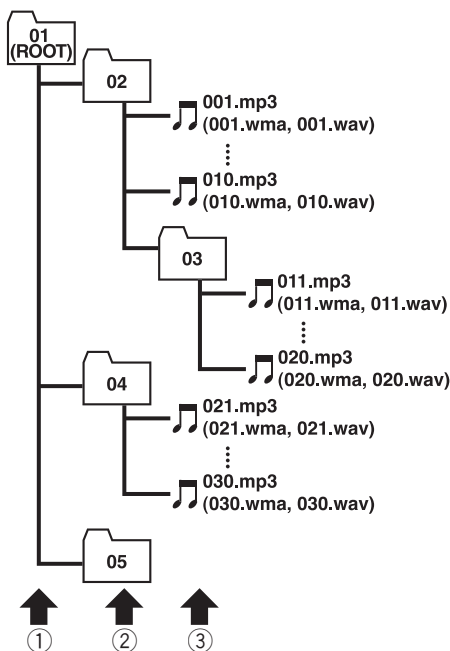 01
(ROOT)
02
001.mp3
(001.wma, 001.wav)
010.mp3
(010.wma, 010.wav)
03
011.mp3
(011.wma, 011.wav)
020.mp3
(020.wma, 020.wav)
04
021.mp3
(021.wma, 021.wav)
030.mp3
(030.wma, 030.wav)
05
① ② ③